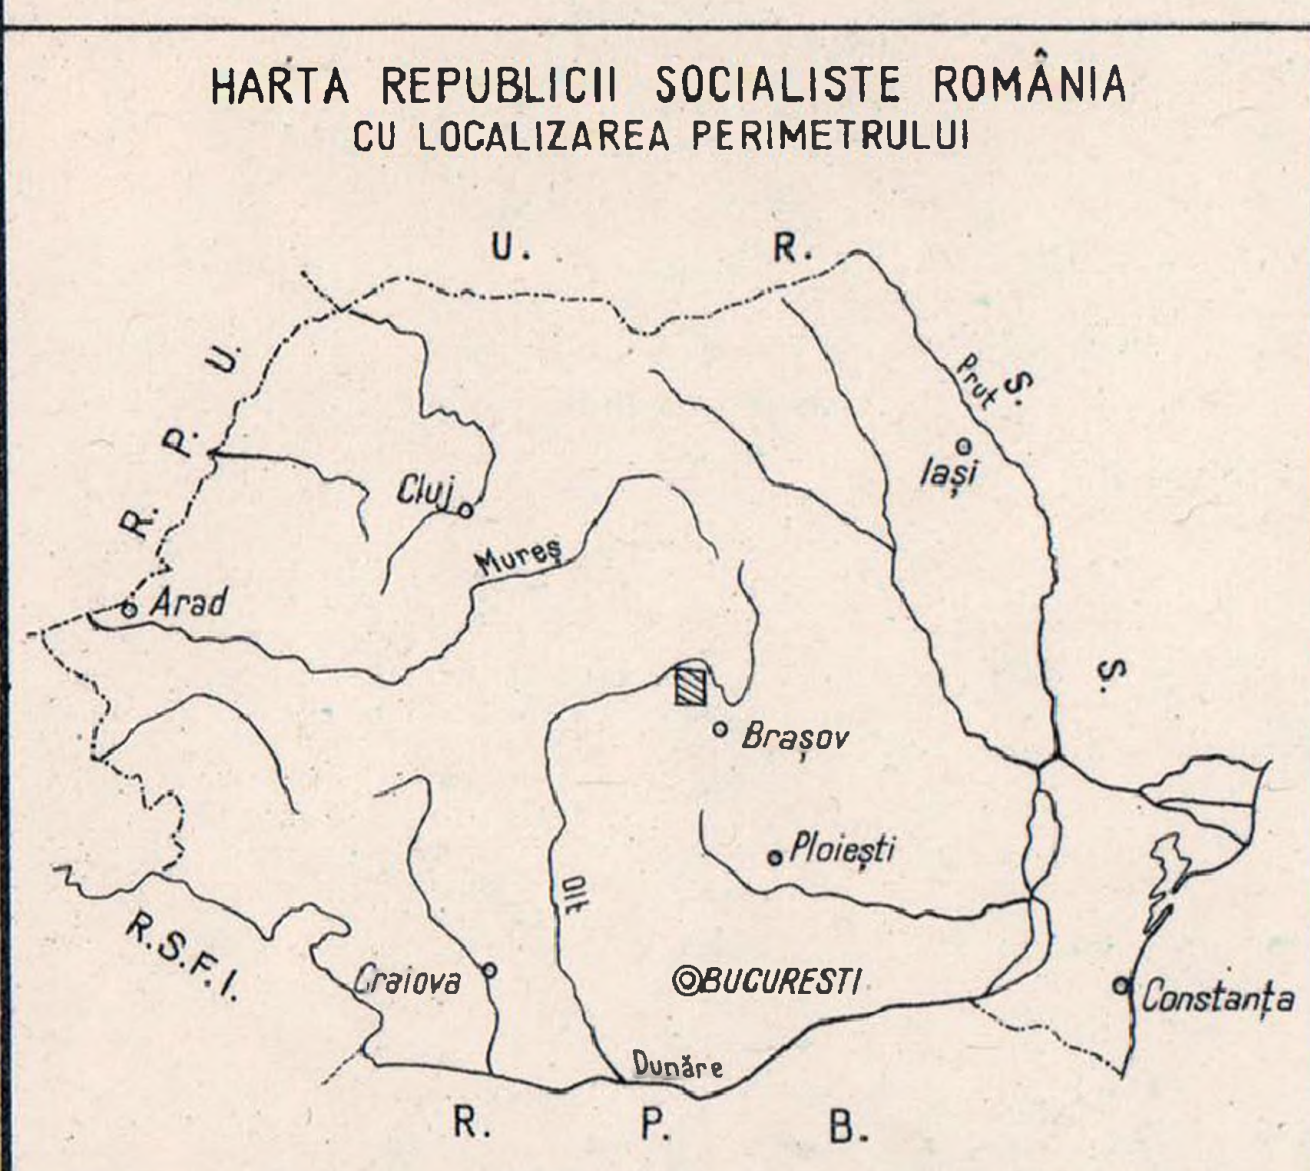 HARTA REPUBLICII SOCIALISTE ROMÂNIA
CU LOCALIZAREA PERIMETRULUI
U. R. S. S.
R. P. U.
Prut
Iași
Cluj
Mureș
Arad
Brașov
Ploiești
Olt
R.S.F.I.
Craiova
BUCURESTI
Constanța
Dunăre
R. P. B.